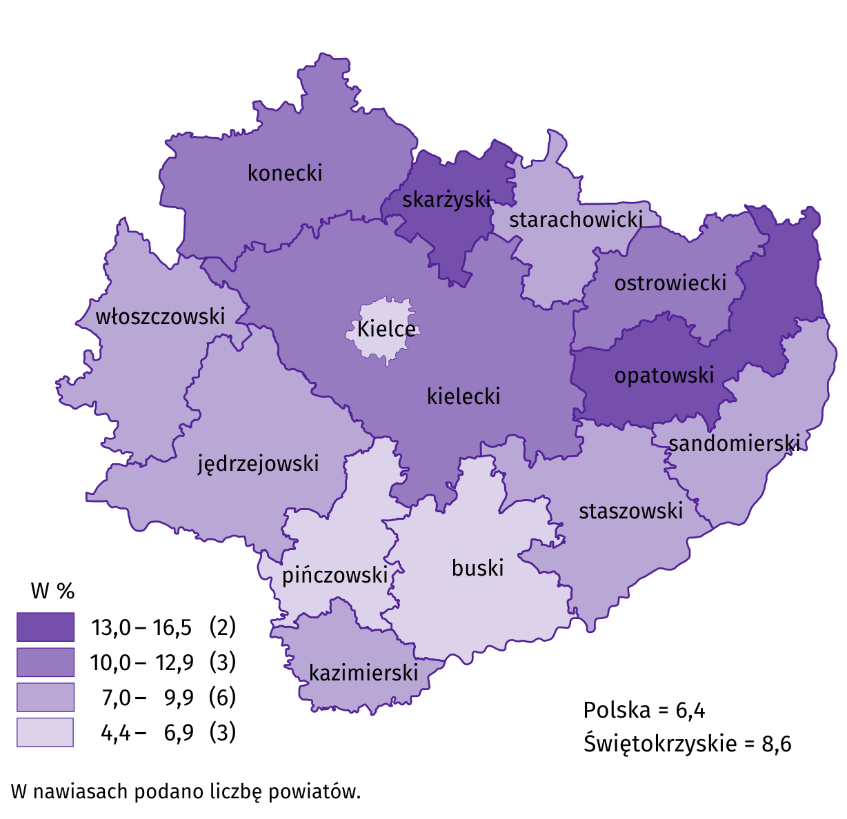 konecki
skarżyski
starachowicki
ostrowiecki
włoszczowski
Kielce
opatowski
kielecki
sandomierski
jędrzejowski
staszowski
buski
pińczowski
kazimierski
W %
13,0 – 16,5 (2)
10,0 – 12,9 (3)
7,0 – 9,9 (6)
4,4 – 6,9 (3)
Polska = 6,4
Świętokrzyskie = 8,6
W nawiasach podano liczbę powiatów.